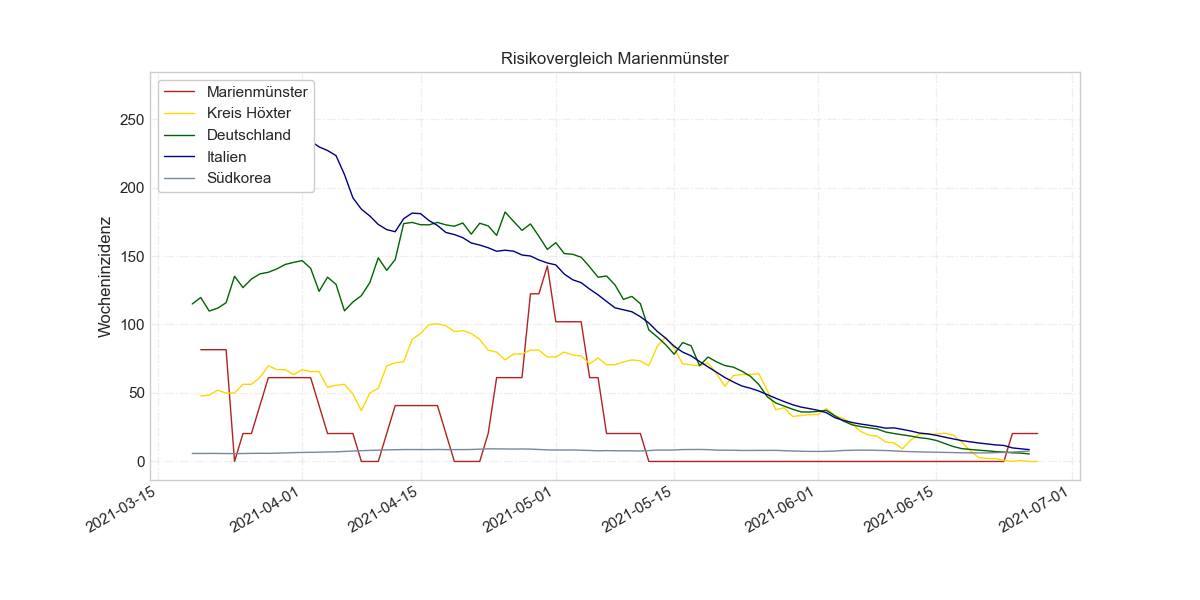 Risikovergleich Marienmünster
Marienmünster
Kreis Höxter
Deutschland
Italien
Südkorea
Wocheninzidenz
250
200
150
100
50
0
2021-03-15
2021-04-01
2021-04-15
2021-05-01
2021-05-15
2021-06-01
2021-06-15
2021-07-01